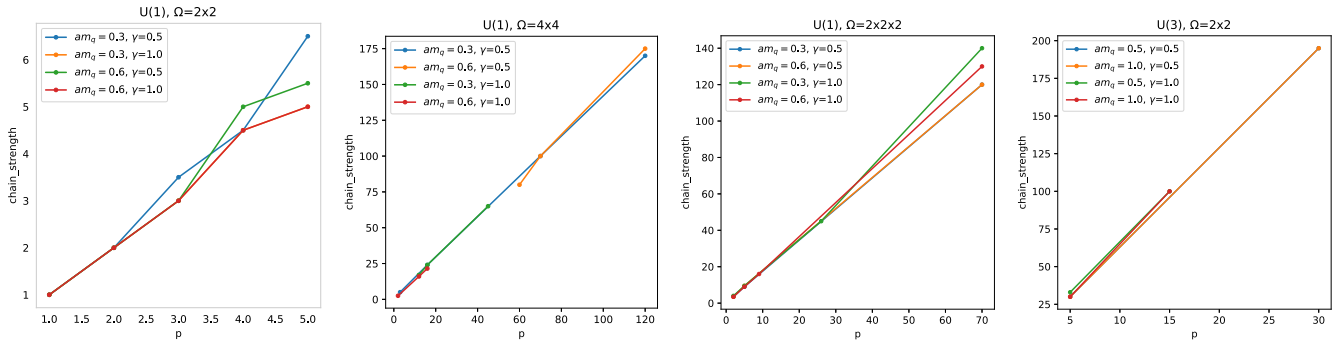 U(1), Ω=2x2
am_q = 0.3, γ=0.5
am_q = 0.3, γ=1.0
am_q = 0.6, γ=0.5
am_q = 0.6, γ=1.0
chain_strength
6
5
4
3
2
1
1.0 1.5 2.0 2.5 3.0 3.5 4.0 4.5 5.0
p
U(1), Ω=4x4
am_q = 0.3, γ=0.5
am_q = 0.6, γ=0.5
am_q = 0.3, γ=1.0
am_q = 0.6, γ=1.0
chain_strength
175
150
125
100
75
50
25
0
0 20 40 60 80 100 120
p
U(1), Ω=2x2x2
am_q = 0.3, γ=0.5
am_q = 0.6, γ=0.5
am_q = 0.3, γ=1.0
am_q = 0.6, γ=1.0
chain_strength
140
120
100
80
60
40
20
0
0 10 20 30 40 50 60 70
p
U(3), Ω=2x2
am_q = 0.5, γ=0.5
am_q = 1.0, γ=0.5
am_q = 0.5, γ=1.0
am_q = 1.0, γ=1.0
chain_strength
200
175
150
125
100
75
50
25
5 10 15 20 25 30
p